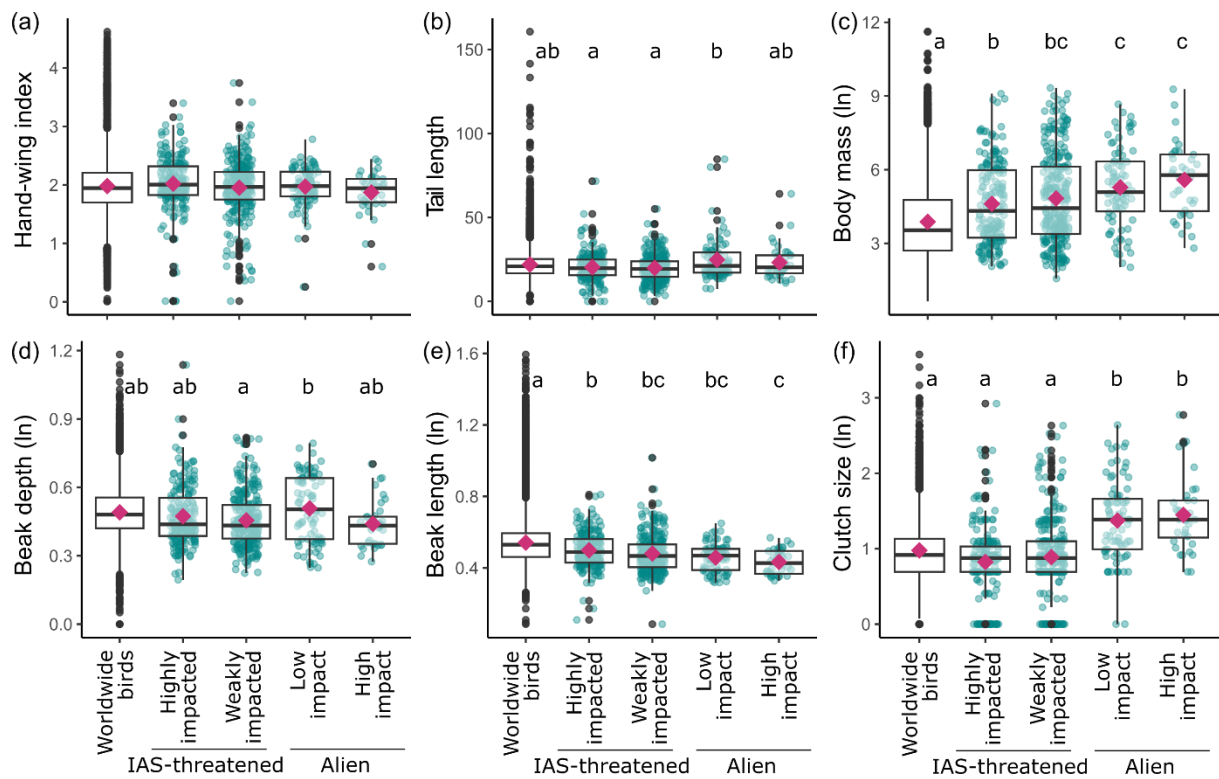 (a)
Hand-wing index
4
3
2
1
0
(b)
Tail length
150
100
50
0
ab a a b ab
(c)
Body mass (ln)
12
9
6
3
a b bc c c
(d)
Beak depth (ln)
1.2
0.9
0.6
0.3
0.0
ab ab a b ab
(e)
Beak length (ln)
1.6
1.2
0.8
0.4
a b bc bc c
(f)
Clutch size (ln)
3
2
1
0
a a a b b
Worldwide
birds
Highly
impacted
Weakly
impacted
Low
impact
High
impact
IAS-threatened Alien
Worldwide
birds
Highly
impacted
Weakly
impacted
Low
impact
High
impact
IAS-threatened Alien
Worldwide
birds
Highly
impacted
Weakly
impacted
Low
impact
High
impact
IAS-threatened Alien